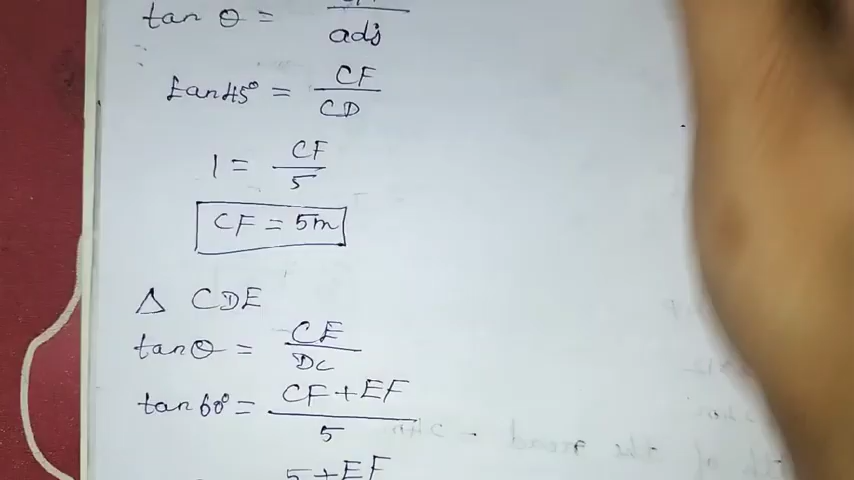 tan θ = adj
tan45° = CF / CD
1 = CF / 5
CF = 5m
Δ CDE
tanθ = CE / DC
tan60° = CF+EF / 5
5+EF